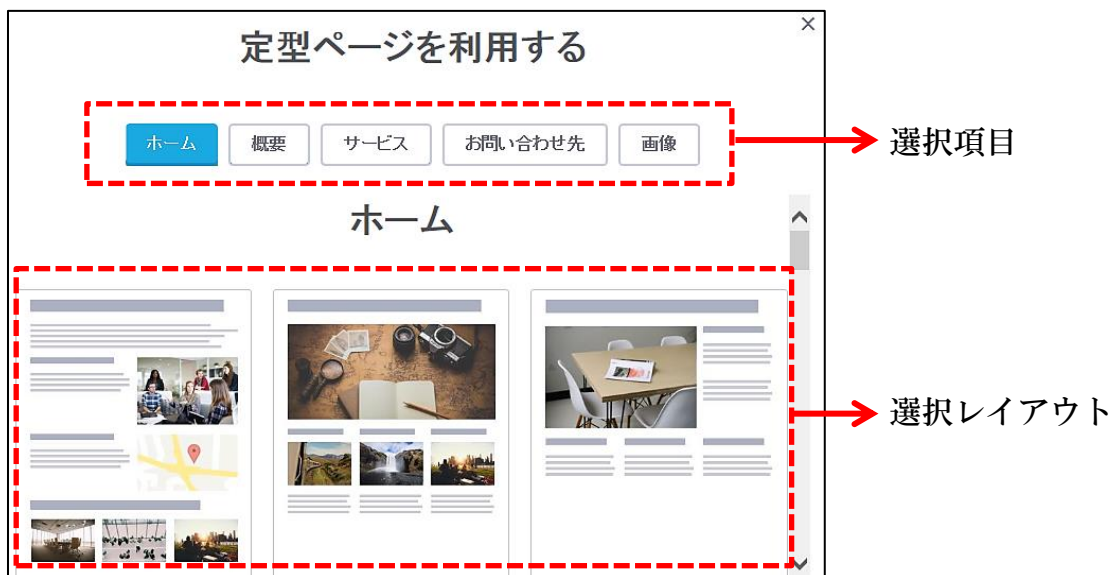 定型ページを利用する
ホーム 概要 サービス お問い合わせ先 画像
選択項目
ホーム
選択レイアウト